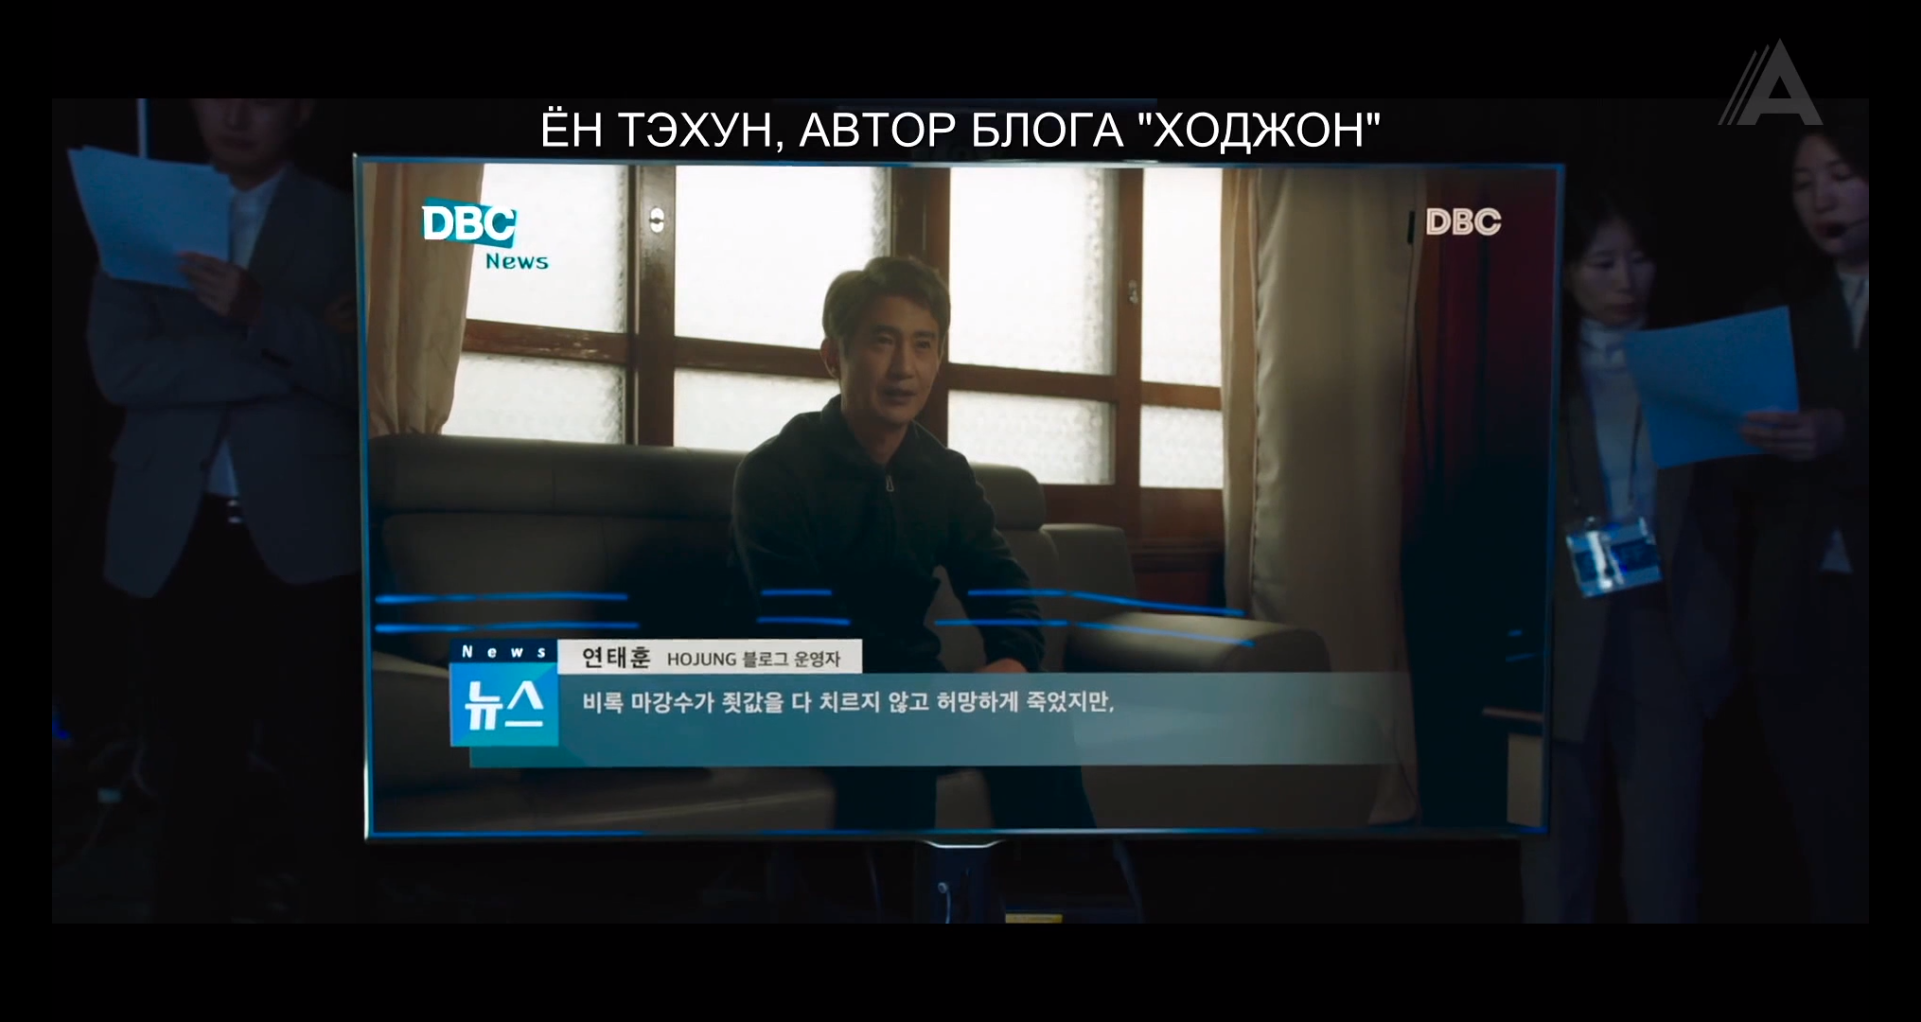 ЁН ТЭХУН, АВТОР БЛОГА "ХОДЖОН"
DBC
News
DBC
News
연태훈 HOJUNG 블로그 운영자
뉴스
비록 마강수가 죗값을 다 치르지 않고 허망하게 죽었지만,